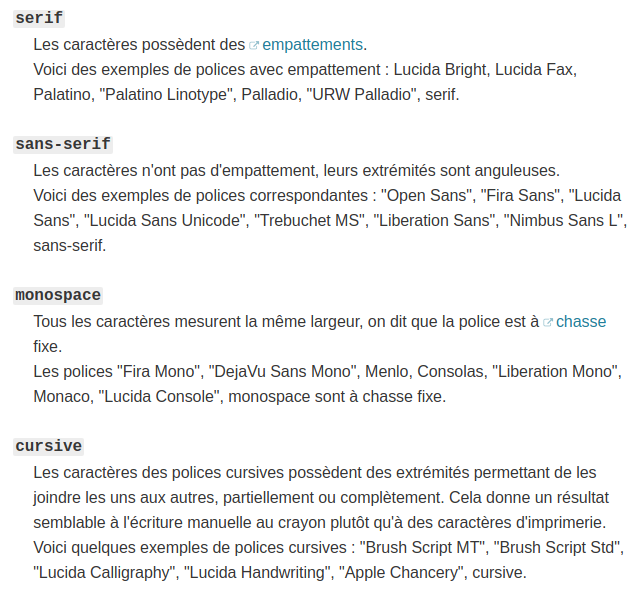 serif
Les caractères possèdent des empattements.
Voici des exemples de polices avec empattement : Lucida Bright, Lucida Fax,
Palatino, "Palatino Linotype", Palladio, "URW Palladio", serif.
sans-serif
Les caractères n'ont pas d'empattement, leurs extrémités sont anguleuses.
Voici des exemples de polices correspondantes : "Open Sans", "Fira Sans", "Lucida
Sans", "Lucida Sans Unicode", "Trebuchet MS", "Liberation Sans", "Nimbus Sans L",
sans-serif.
monospace
Tous les caractères mesurent la même largeur, on dit que la police est à chasse
fixe.
Les polices "Fira Mono", "DejaVu Sans Mono", Menlo, Consolas, "Liberation Mono",
Monaco, "Lucida Console", monospace sont à chasse fixe.
cursive
Les caractères des polices cursives possèdent des extrémités permettant de les
joindre les uns aux autres, partiellement ou complètement. Cela donne un résultat
semblable à l'écriture manuelle au crayon plutôt qu'à des caractères d'imprimerie.
Voici quelques exemples de polices cursives : "Brush Script MT", "Brush Script Std",
"Lucida Calligraphy", "Lucida Handwriting", "Apple Chancery", cursive.